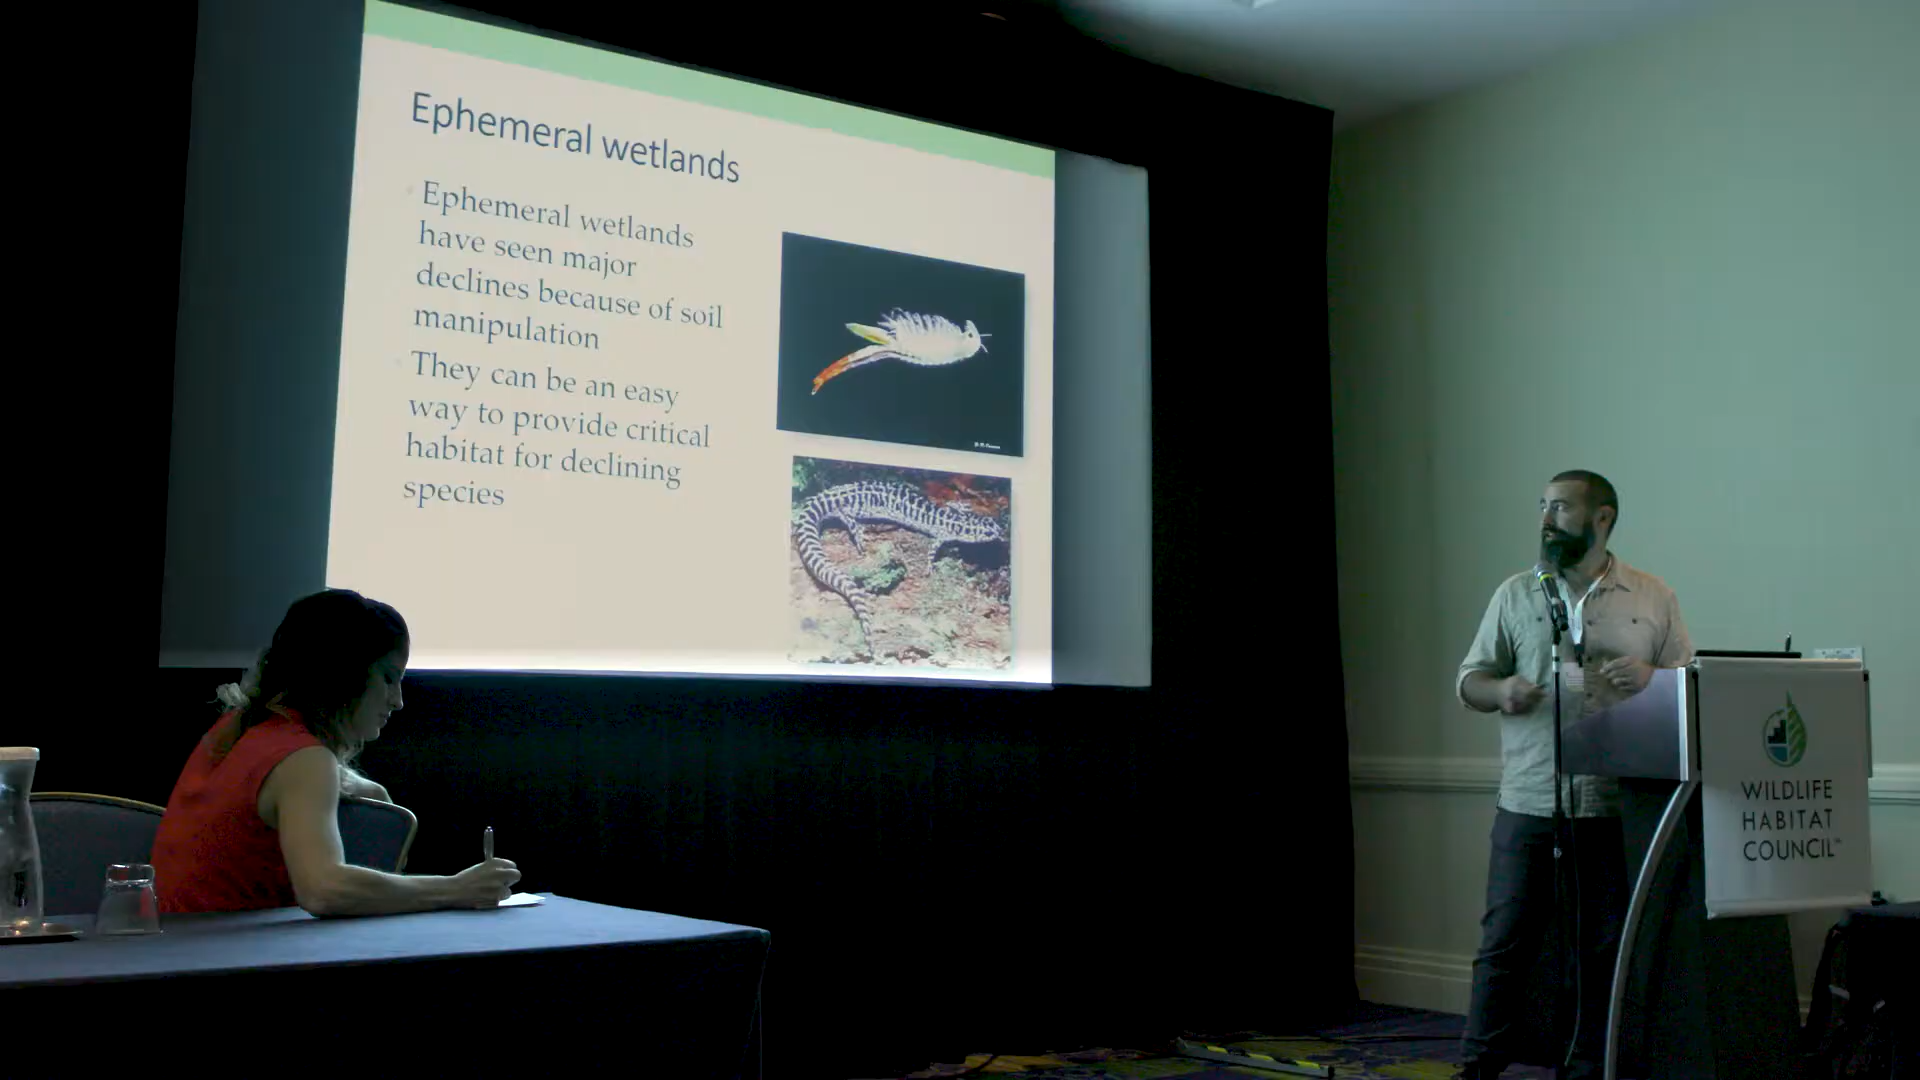 Ephemeral wetlands
Ephemeral wetlands
have seen major
declines because of soil
manipulation
They can be an easy
way to provide critical
habitat for declining
species
WILDLIFE
HABITAT
COUNCIL